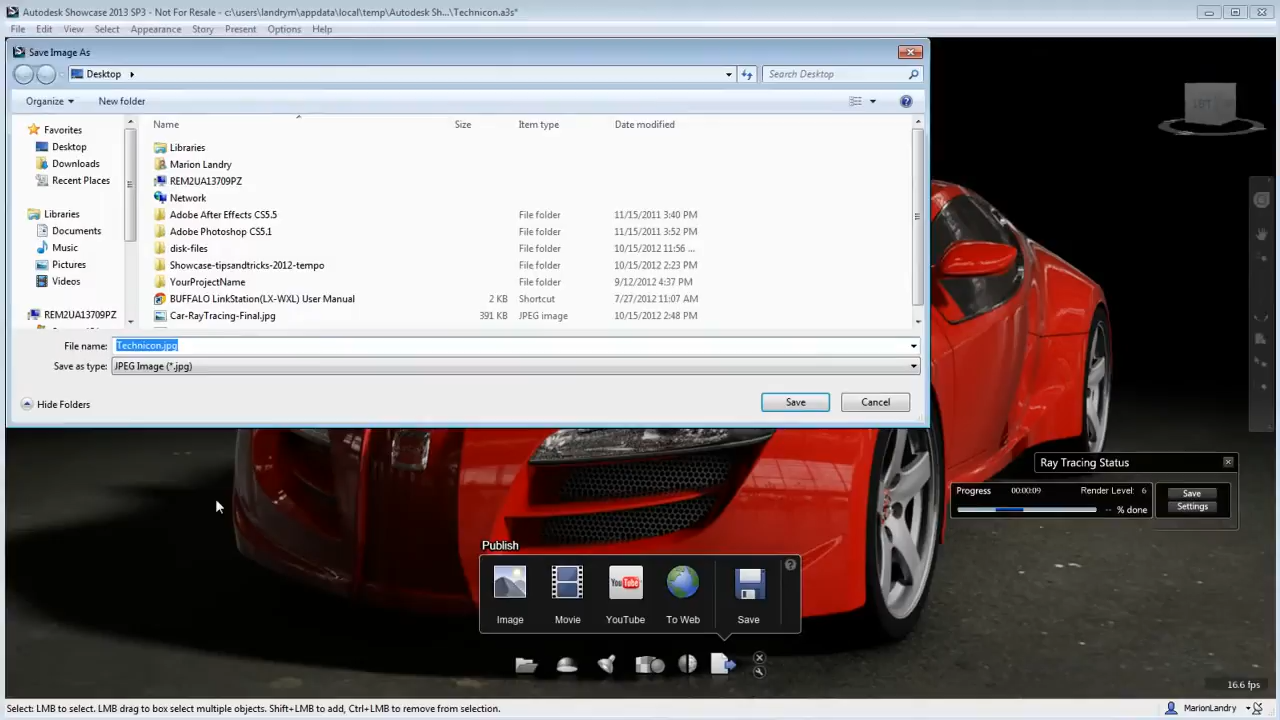 Autodesk Showcase 2013 SP3 - Not For Resale - c:\users\landrym\appdata\local\temp\Autodesk Sh...\Technicon.a3s*
File Edit View Select Appearance Story Scene Present Options Help
Save Image As
Desktop
Search Desktop
Organize New folder
Name Size Item type Date modified
Favorites
Desktop
Downloads
Recent Places
Libraries
Documents
Music
Pictures
Videos
REM2UA13709PZ
Libraries
Marion Landry
REM2UA13709PZ
Network
Adobe After Effects CS5.5 File folder 11/15/2011 3:40 PM
Adobe Photoshop CS5.1 File folder 11/15/2011 3:52 PM
disk-files File folder 10/15/2012 11:56 ...
Showcase-tipsandtricks-2012-tempo File folder 10/15/2012 2:23 PM
YourProjectName File folder 9/12/2012 4:37 PM
BUFFALO LinkStation(LX-WXL) User Manual 2 KB Shortcut 7/27/2012 11:07 AM
Car-RayTracing-Final.jpg 391 KB JPEG image 10/15/2012 2:48 PM
File name: Technicon.jpg
Save as type: JPEG Image (*.jpg)
Hide Folders Save Cancel
Ray Tracing Status
Progress 00:00:09 Render Level: 6
-- % done
Save
Settings
Publish
Image Movie YouTube To Web Save
16.6 fps
Select: LMB to select. LMB drag to box select multiple objects. Shift+LMB to add, Ctrl+LMB to remove from selection.
MarionLandry